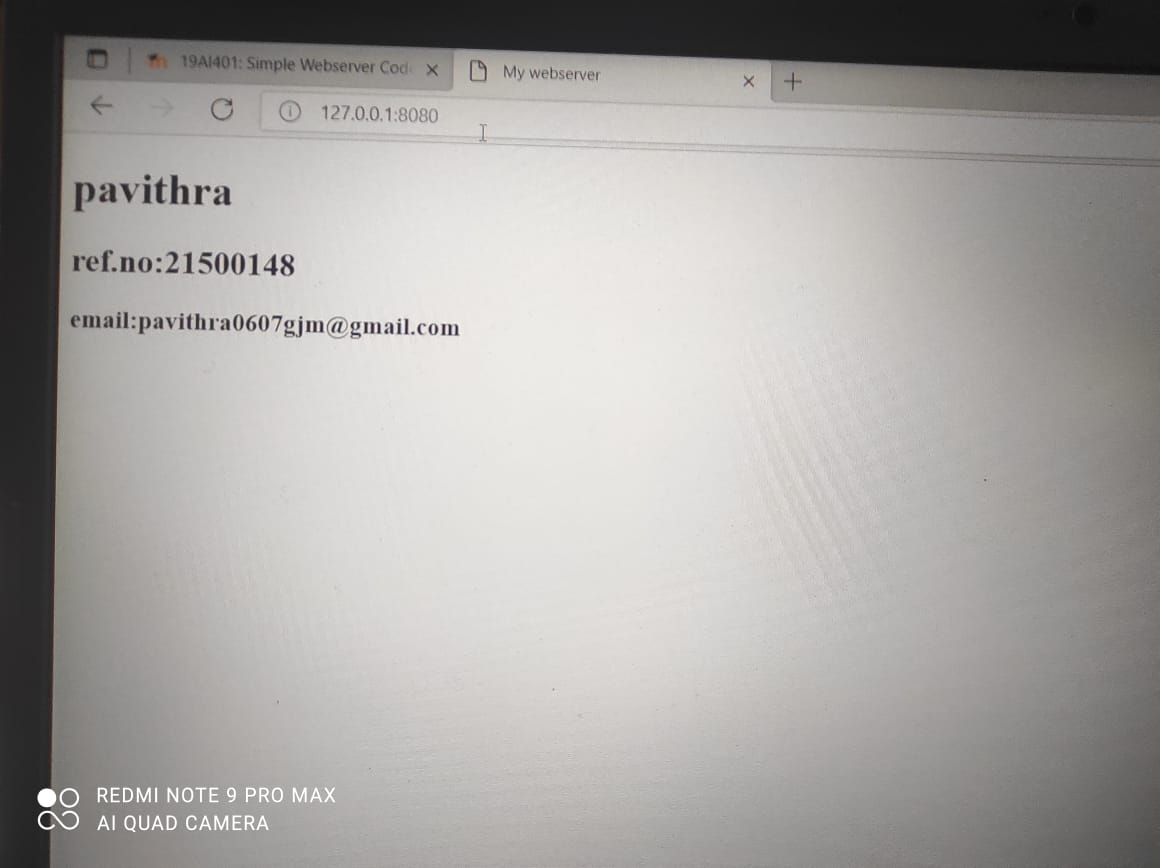 19AI401: Simple Webserver Cod
My webserver
127.0.0.1:8080
pavithra
ref.no:21500148
email:pavithra0607gjm@gmail.com
REDMI NOTE 9 PRO MAX
AI QUAD CAMERA